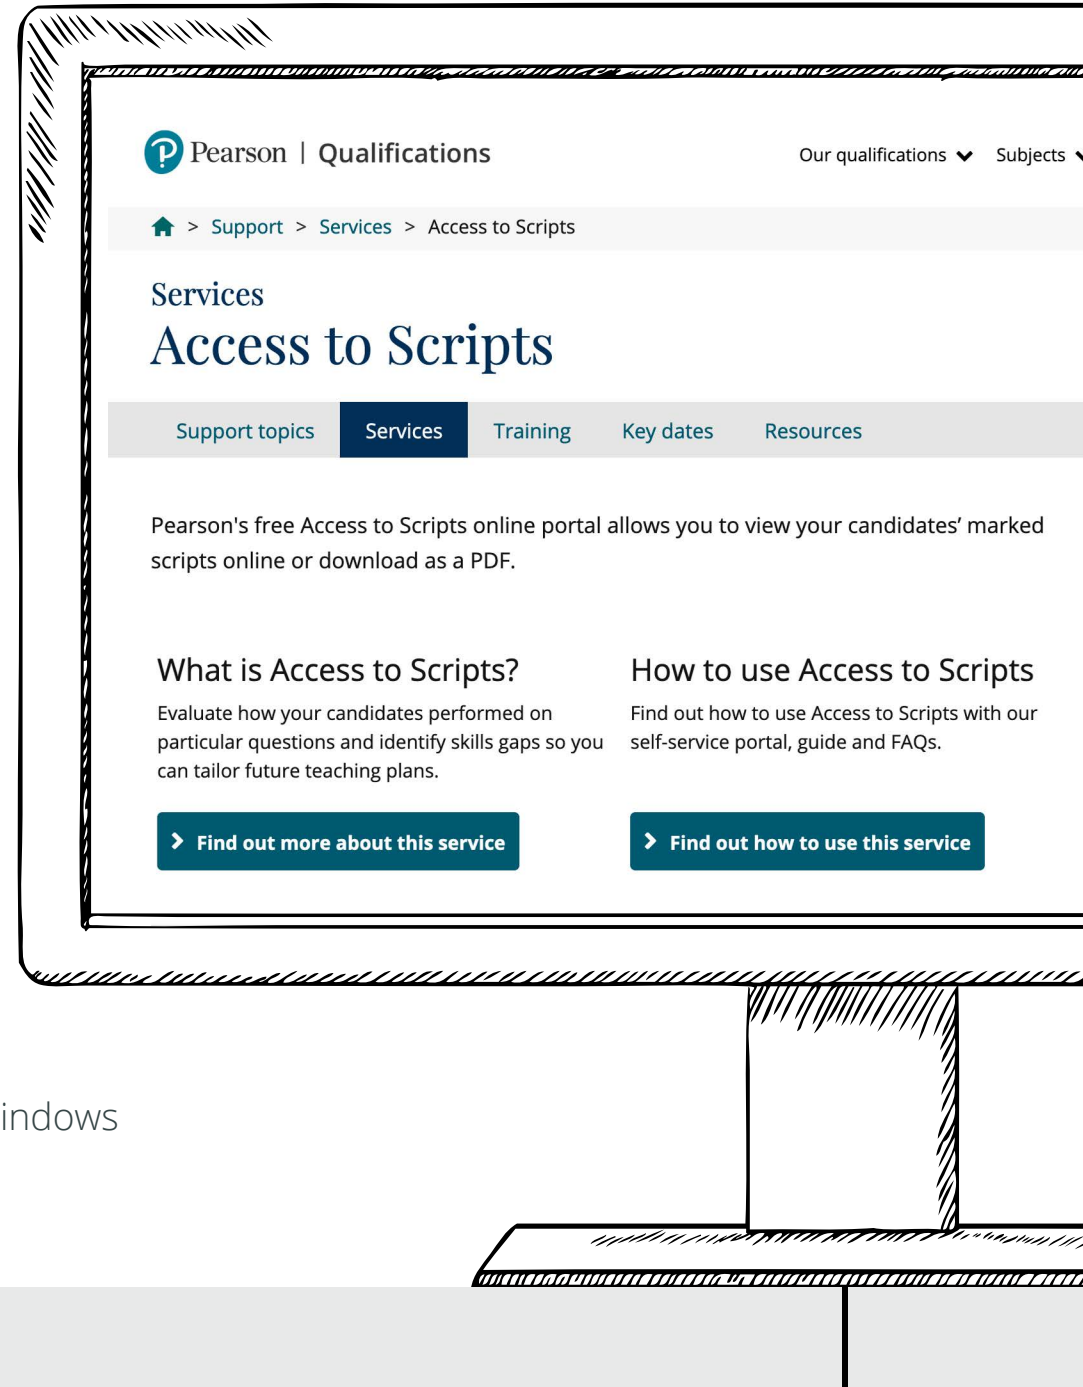 Pearson | Qualifications
Our qualifications Subjects
> Support > Services > Access to Scripts
Services
Access to Scripts
Support topics Services Training Key dates Resources
Pearson's free Access to Scripts online portal allows you to view your candidates’ marked
scripts online or download as a PDF.
What is Access to Scripts?
Evaluate how your candidates performed on
particular questions and identify skills gaps so you
can tailor future teaching plans.
> Find out more about this service
How to use Access to Scripts
Find out how to use Access to Scripts with our
self-service portal, guide and FAQs.
> Find out how to use this service
indows